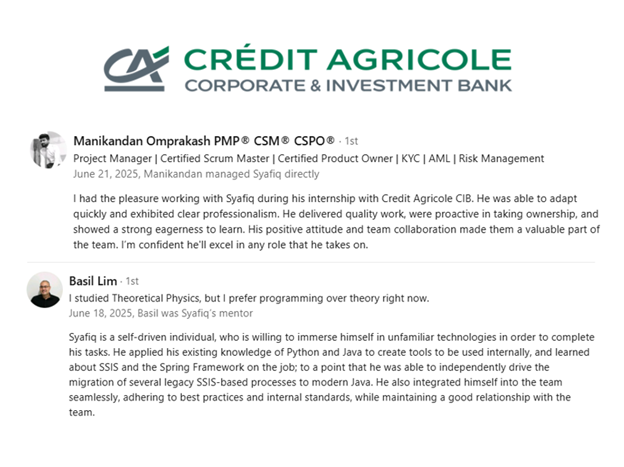 CRÉDIT AGRICOLE
CORPORATE & INVESTMENT BANK
Manikandan Omprakash PMP® CSM® CSPO® · 1st
Project Manager | Certified Scrum Master | Certified Product Owner | KYC | AML | Risk Management
June 21, 2025, Manikandan managed Syafiq directly
I had the pleasure working with Syafiq during his internship with Credit Agricole CIB. He was able to adapt
quickly and exhibited clear professionalism. He delivered quality work, were proactive in taking ownership, and
showed a strong eagerness to learn. His positive attitude and team collaboration made them a valuable part of
the team. I'm confident he'll excel in any role that he takes on.
Basil Lim · 1st
I studied Theoretical Physics, but I prefer programming over theory right now.
June 18, 2025, Basil was Syafiq's mentor
Syafiq is a self-driven individual, who is willing to immerse himself in unfamiliar technologies in order to complete
his tasks. He applied his existing knowledge of Python and Java to create tools to be used internally, and learned
about SSIS and the Spring Framework on the job; to a point that he was able to independently drive the
migration of several legacy SSIS-based processes to modern Java. He also integrated himself into the team
seamlessly, adhering to best practices and internal standards, while maintaining a good relationship with the
team.